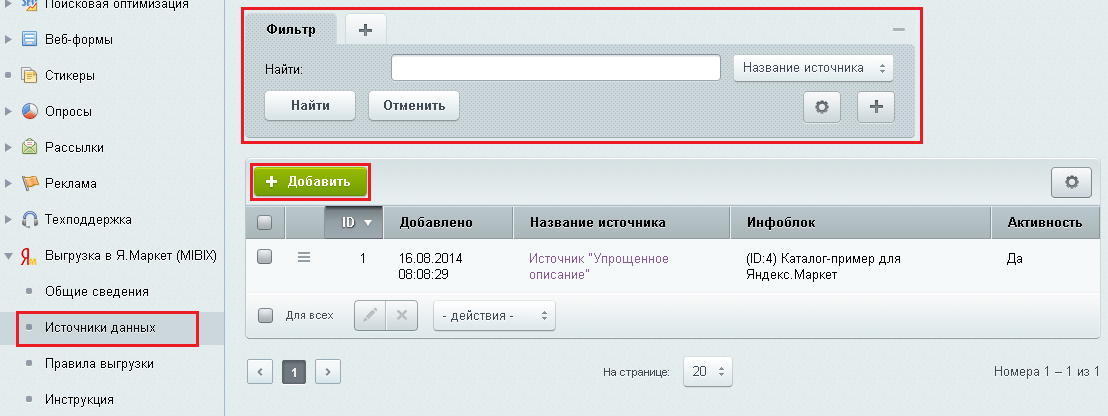 Поисковая оптимизация
Веб-формы
Стикеры
Опросы
Рассылки
Реклама
Техподдержка
Выгрузка в Я.Маркет (MIBIX)
Общие сведения
Источники данных
Правила выгрузки
Инструкция
Фильтр
Найти:
Название источника
Найти Отменить
+ Добавить
ID Добавлено Название источника Инфоблок Активность
1 16.08.2014 Источник "Упрощенное (ID:4) Каталог-пример для Да
08:08:29 описание" Яндекс.Маркет
Для всех - действия -
1 На странице: 20 Номера 1 – 1 из 1